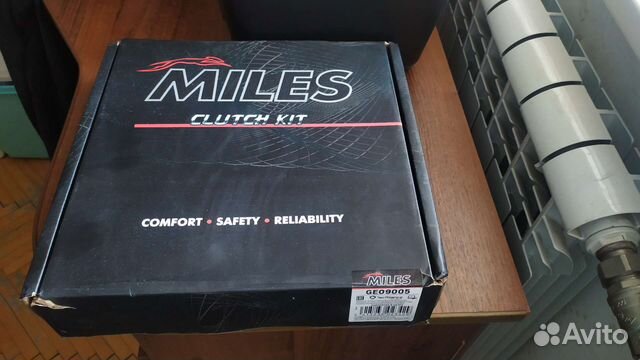 MILES
CLUTCH KIT
COMFORT • SAFETY • RELIABILITY
MILES
GE09005
Avito